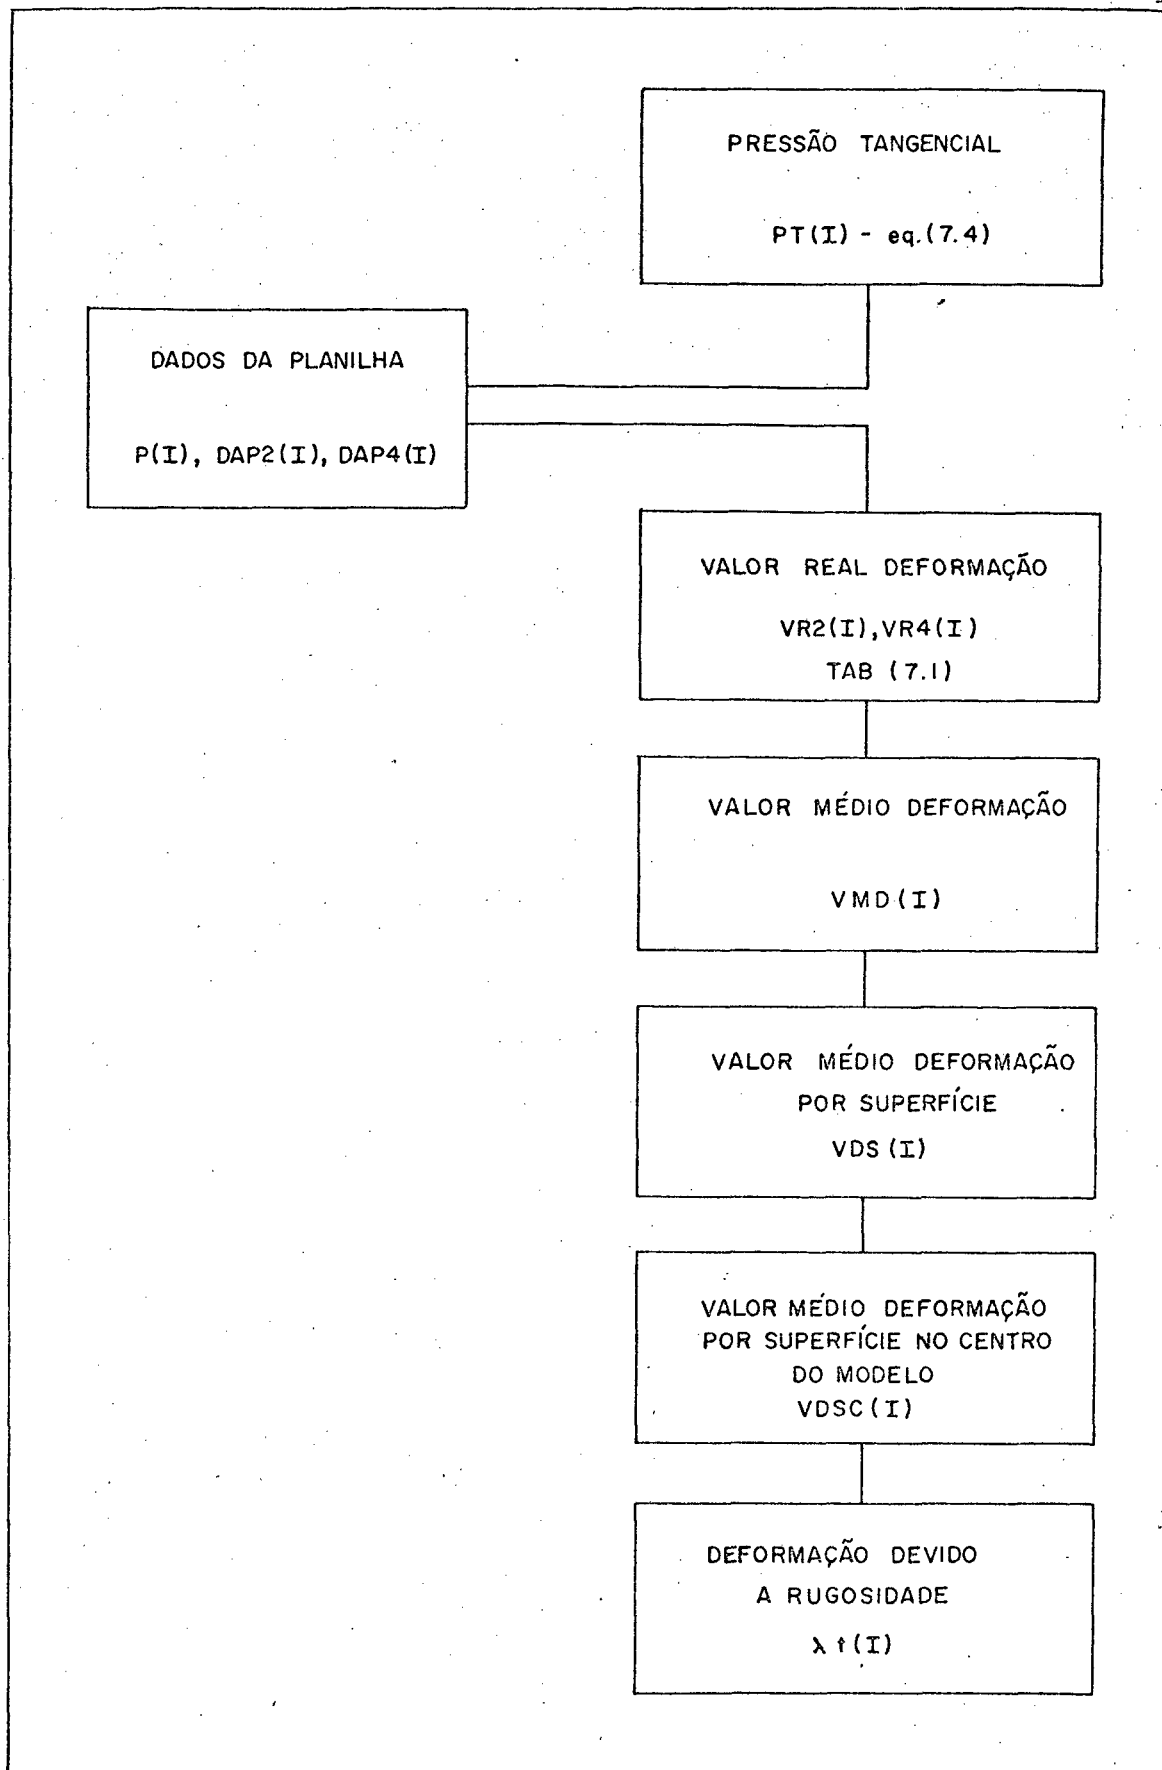 PRESSÃO TANGENCIAL
PT(I) - eq.(7.4)
DADOS DA PLANILHA
P(I), DAP2(I), DAP4(I)
VALOR REAL DEFORMAÇÃO
VR2(I), VR4(I)
TAB (7.1)
VALOR MÉDIO DEFORMAÇÃO
VMD(I)
VALOR MÉDIO DEFORMAÇÃO
POR SUPERFÍCIE
VDS(I)
VALOR MÉDIO DEFORMAÇÃO
POR SUPERFÍCIE NO CENTRO
DO MODELO
VDSC(I)
DEFORMAÇÃO DEVIDO
A RUGOSIDADE
λt(I)